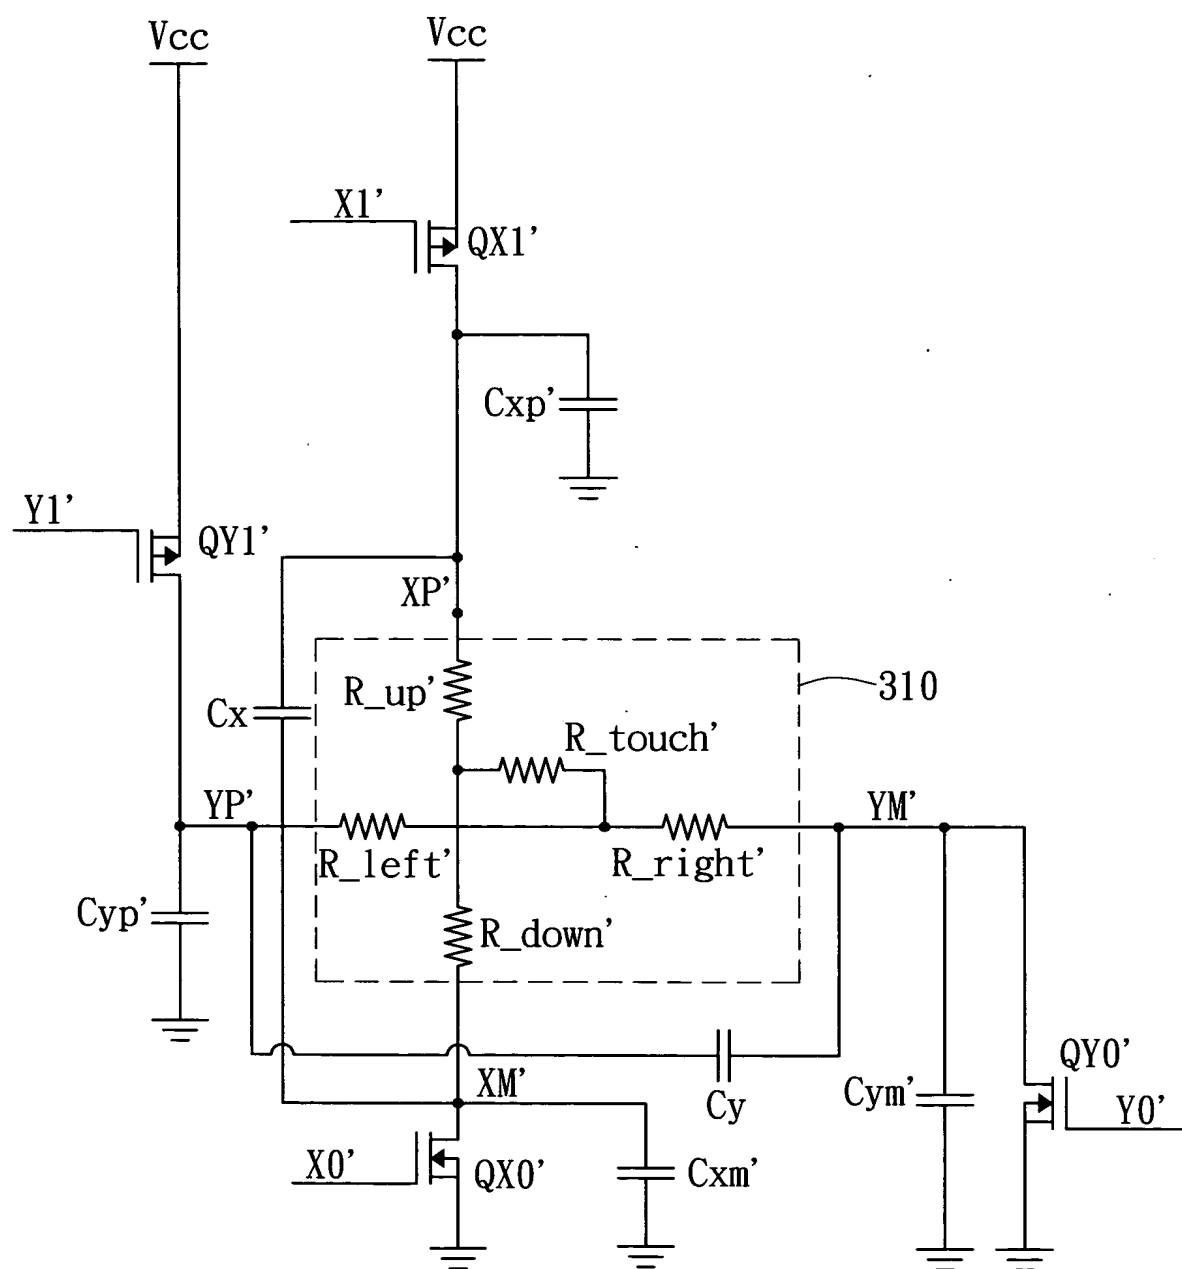 Vcc
Vcc
X1'
QX1'
Cxp'
Y1'
QY1'
XP'
R_up'
310
Cx
R_touch'
YP'
YM'
R_left'
R_right'
Cyp'
R_down'
QY0'
XM'
Cy
Cym'
Y0'
X0'
QX0'
Cxm'